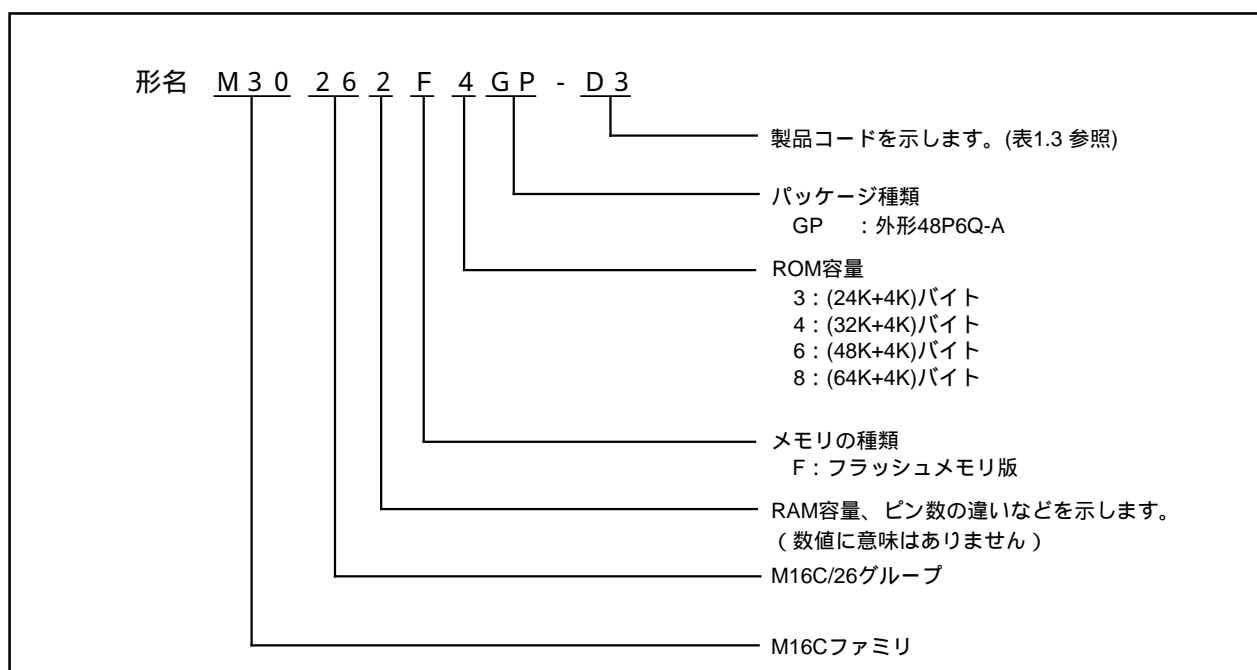 形名 M30 26 2 F 4 GP - D3
製品コードを示します。(表1.3 参照)
パッケージ種類
GP ：外形48P6Q-A
ROM容量
3：(24K+4K)バイト
4：(32K+4K)バイト
6：(48K+4K)バイト
8：(64K+4K)バイト
メモリの種類
F：フラッシュメモリ版
RAM容量、ピン数の違いなどを示します。
（数値に意味はありません）
M16C/26グループ
M16Cファミリ